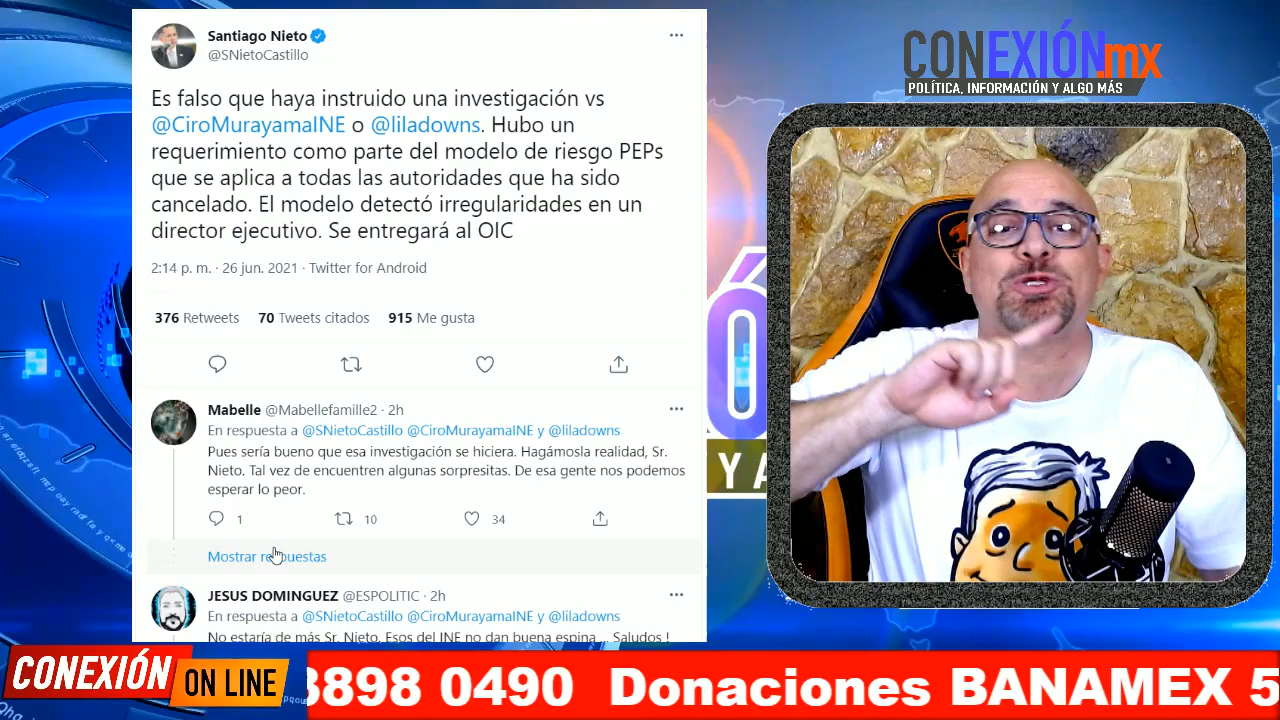 Santiago Nieto
@SNietoCastillo
Es falso que haya instruido una investigación vs
@CiroMurayamaINE o @liladowns. Hubo un
requerimiento como parte del modelo de riesgo PEPs
que se aplica a todas las autoridades que ha sido
cancelado. El modelo detectó irregularidades en un
director ejecutivo. Se entregará al OIC
2:14 p. m. · 26 jun. 2021 · Twitter for Android
376 Retweets 70 Tweets citados 915 Me gusta
Mabelle @Mabellefamille2 · 2h
En respuesta a @SNietoCastillo @CiroMurayamaINE y @liladowns
Pues sería bueno que esa investigación se hiciera. Hagámosla realidad, Sr.
Nieto. Tal vez de encuentren algunas sorpresitas. De esa gente nos podemos
esperar lo peor.
1 10 34
Mostrar respuestas
JESUS DOMINGUEZ @ESPOLITIC · 2h
En respuesta a @SNietoCastillo @CiroMurayamaINE y @liladowns
No estaría de más Sr. Nieto. Esos del INE no dan buena espina ... Saludos !
CONEXIÓN.mx
POLÍTICA, INFORMACIÓN Y ALGO MÁS
Y A
CONEXIÓN
ON LINE
3898 0490 Donaciones BANAMEX 5